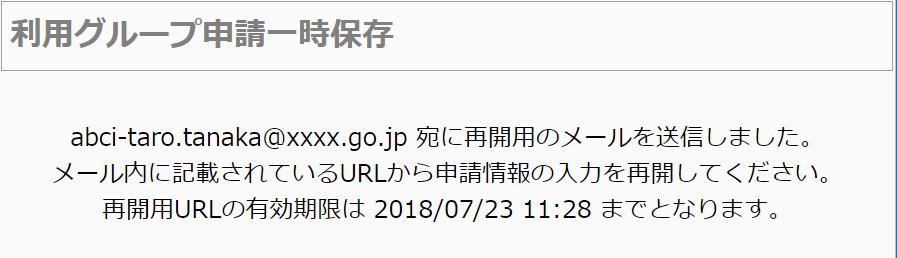 利用グループ申請一時保存
abci-taro.tanaka@xxxx.go.jp 宛に再開用のメールを送信しました。
メール内に記載されているURLから申請情報の入力を再開してください。
再開用URLの有効期限は 2018/07/23 11:28 までとなります。